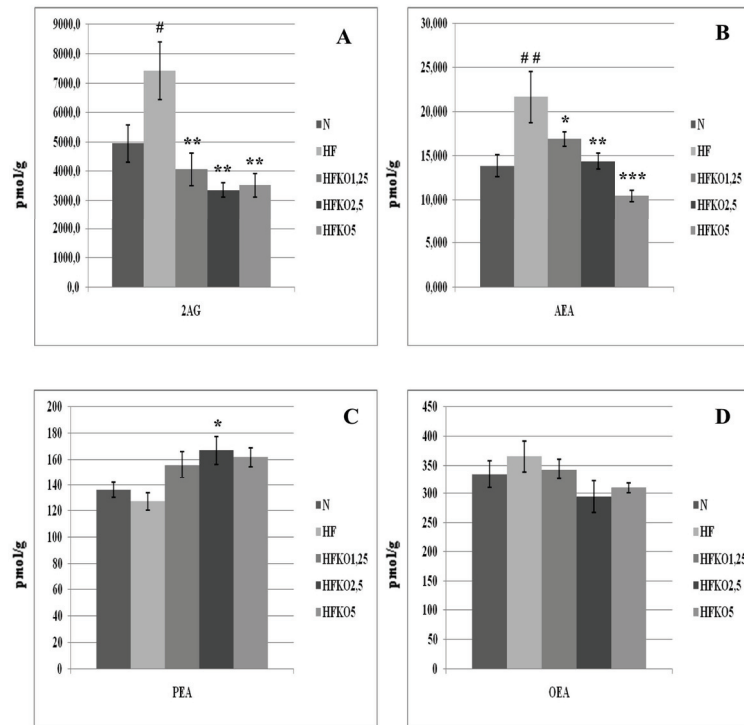 A
9000,0
8000,0
7000,0
6000,0
5000,0
4000,0
3000,0
2000,0
1000,0
0,0
pmol/g
#
**
**
**
2AG
N
HF
HFKO1,25
HFKO2,5
HFKO5
B
30,000
25,000
20,000
15,000
10,000
5,000
0,000
pmol/g
# #
*
**
***
AEA
N
HF
HFKO1,25
HFKO2,5
HFKO5
C
200
180
160
140
120
100
80
60
40
20
0
pmol/g
*
PEA
N
HF
HFKO1,25
HFKO2,5
HFKO5
D
450
400
350
300
250
200
150
100
50
0
pmol/g
OEA
N
HF
HFKO1,25
HFKO2,5
HFKO5